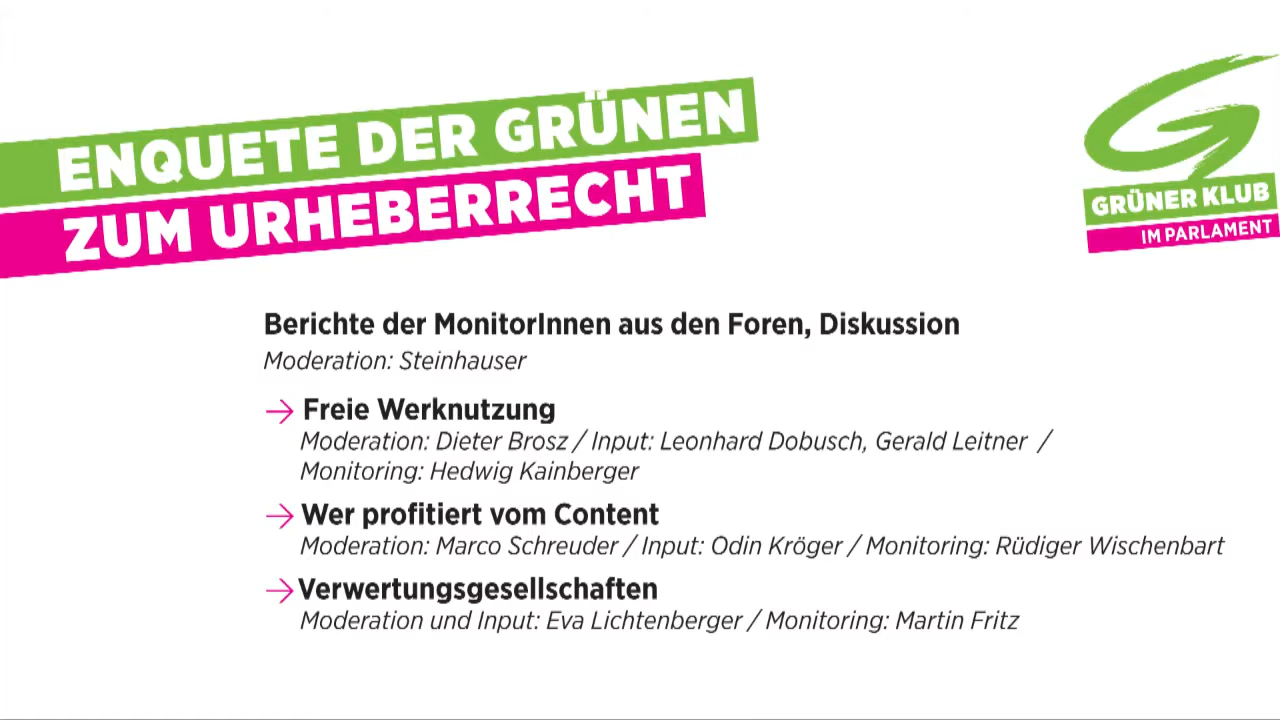 ENQUETE DER GRÜNEN
ZUM URHEBERRECHT
GRÜNER KLUB
IM PARLAMENT
Berichte der MonitorInnen aus den Foren, Diskussion
Moderation: Steinhauser
→ Freie Werknutzung
Moderation: Dieter Brosz / Input: Leonhard Dobusch, Gerald Leitner /
Monitoring: Hedwig Kainberger
→ Wer profitiert vom Content
Moderation: Marco Schreuder / Input: Odin Kröger / Monitoring: Rüdiger Wischenbart
→ Verwertungsgesellschaften
Moderation und Input: Eva Lichtenberger / Monitoring: Martin Fritz